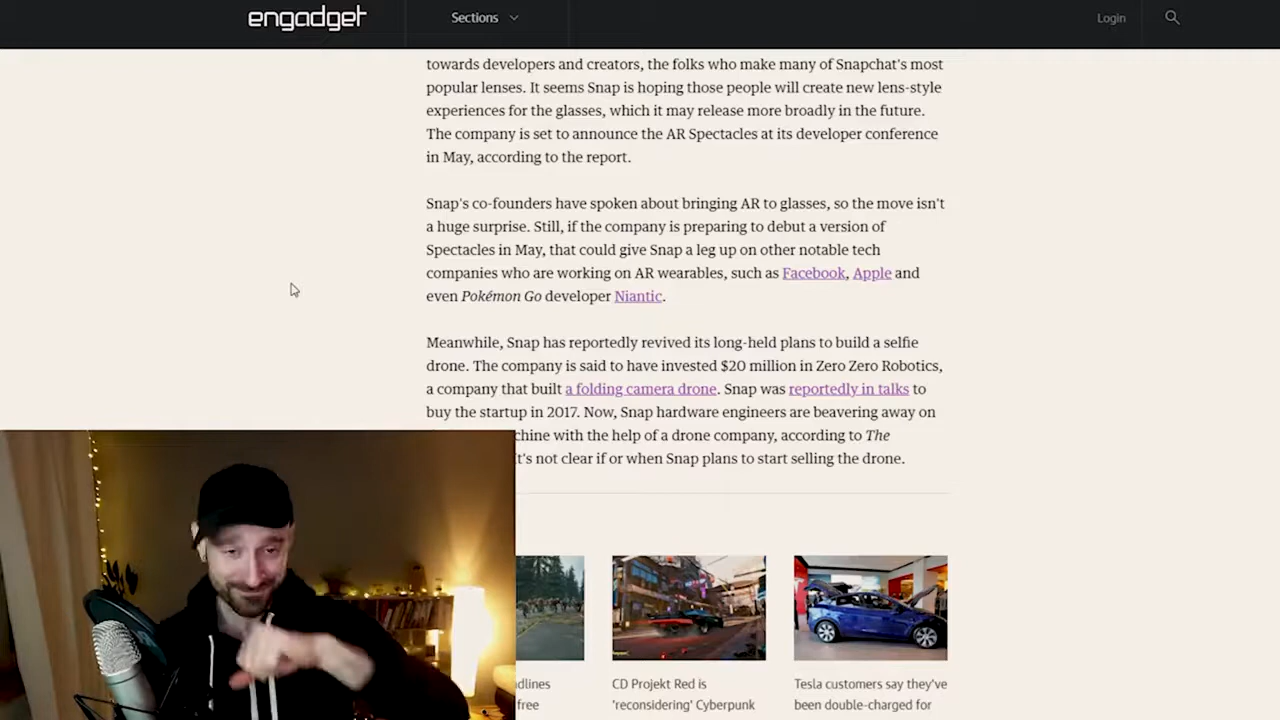 engadget
Sections
Login
towards developers and creators, the folks who make many of Snapchat's most
popular lenses. It seems Snap is hoping those people will create new lens-style
experiences for the glasses, which it may release more broadly in the future.
The company is set to announce the AR Spectacles at its developer conference
in May, according to the report.
Snap's co-founders have spoken about bringing AR to glasses, so the move isn't
a huge surprise. Still, if the company is preparing to debut a version of
Spectacles in May, that could give Snap a leg up on other notable tech
companies who are working on AR wearables, such as Facebook, Apple and
even Pokémon Go developer Niantic.
Meanwhile, Snap has reportedly revived its long-held plans to build a selfie
drone. The company is said to have invested $20 million in Zero Zero Robotics,
a company that built a folding camera drone. Snap was reportedly in talks to
buy the startup in 2017. Now, Snap hardware engineers are beavering away on
chine with the help of a drone company, according to The
It's not clear if or when Snap plans to start selling the drone.
dlines
free
CD Projekt Red is
'reconsidering' Cyberpunk
Tesla customers say they've
been double-charged for